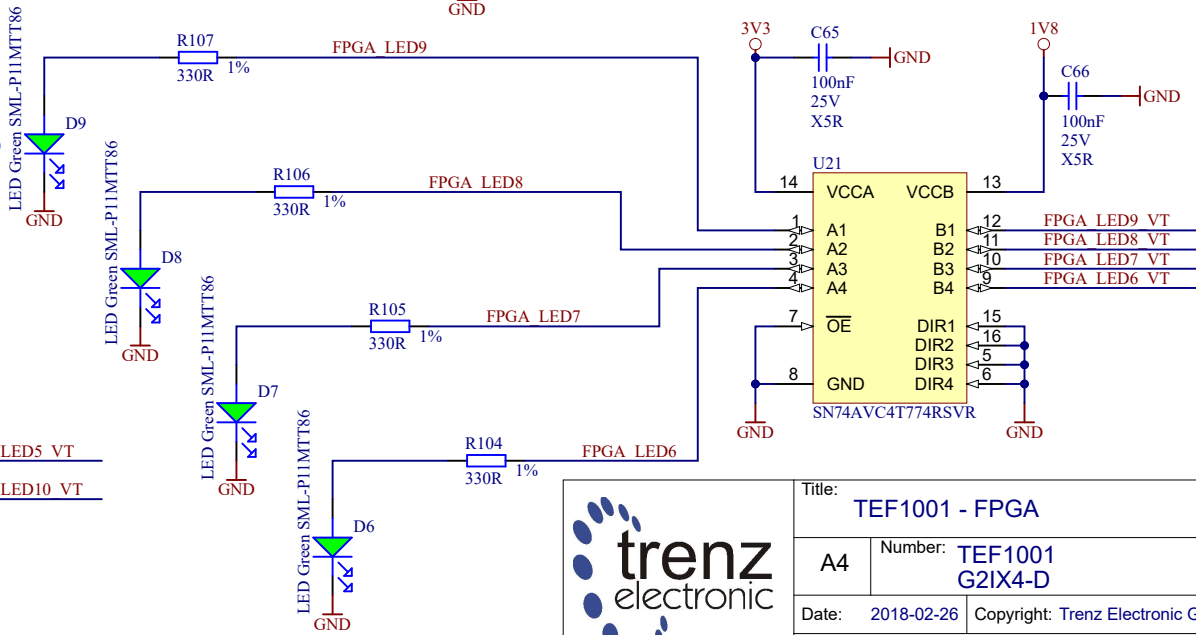 GND
LED Green SML-P11MTT86
D9
GND
R107
330R
1%
FPGA_LED9
LED Green SML-P11MTT86
D8
GND
R106
330R
1%
FPGA_LED8
LED Green SML-P11MTT86
D7
GND
R105
330R
1%
FPGA_LED7
LED Green SML-P11MTT86
D6
GND
R104
330R
1%
FPGA_LED6
LED5_VT
LED10_VT
3V3
C65
GND
100nF
25V
X5R
1V8
C66
GND
100nF
25V
X5R
U21
14 VCCA VCCB 13
1 A1 B1 12 FPGA_LED9_VT
2 A2 B2 11 FPGA_LED8_VT
3 A3 B3 10 FPGA_LED7_VT
4 A4 B4 9 FPGA_LED6_VT
7 OE DIR1 15
DIR2 16
DIR3 5
8 GND DIR4 6
SN74AVC4T774RSVR
GND
GND
trenz
electronic
Title:
TEF1001 - FPGA
A4
Number: TEF1001
G2IX4-D
Date: 2018-02-26 Copyright: Trenz Electronic G